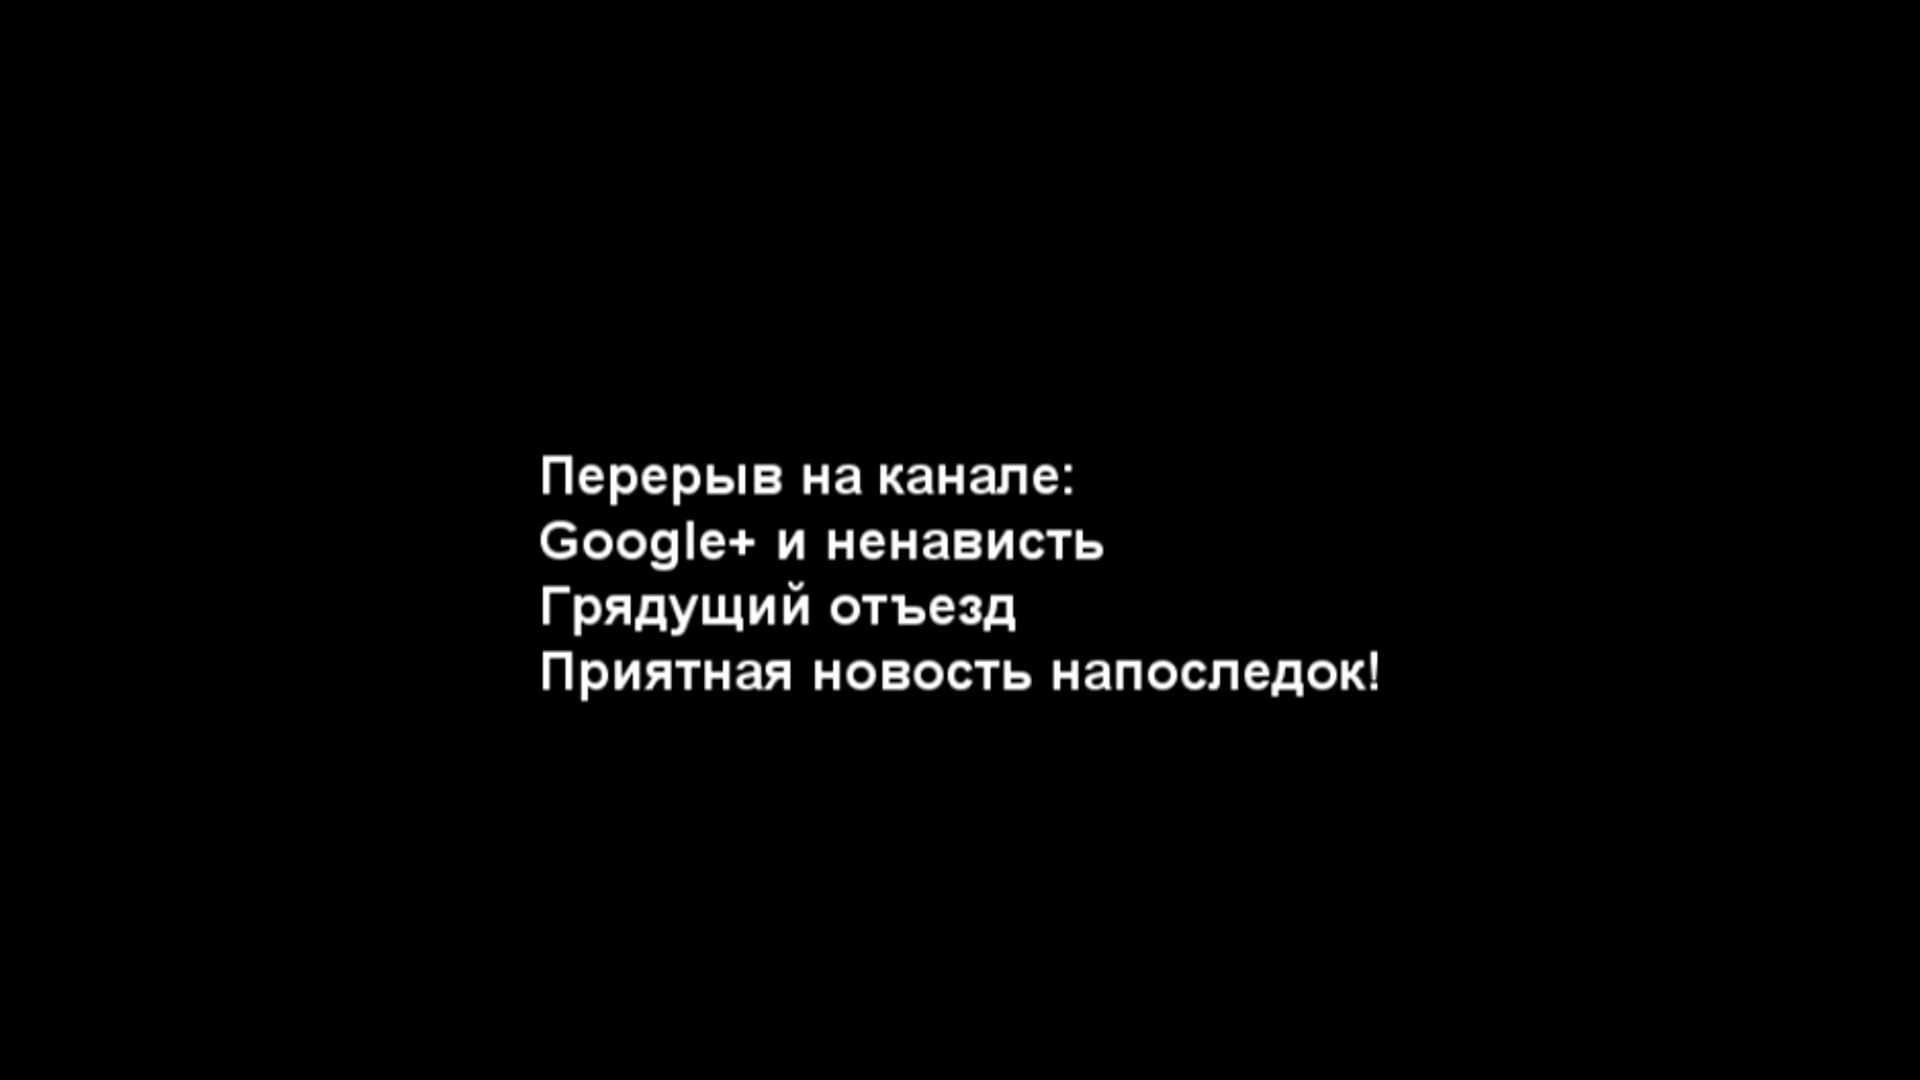 Перерыв на канале:
Google+ и ненависть
Грядущий отъезд
Приятная новость напоследок!